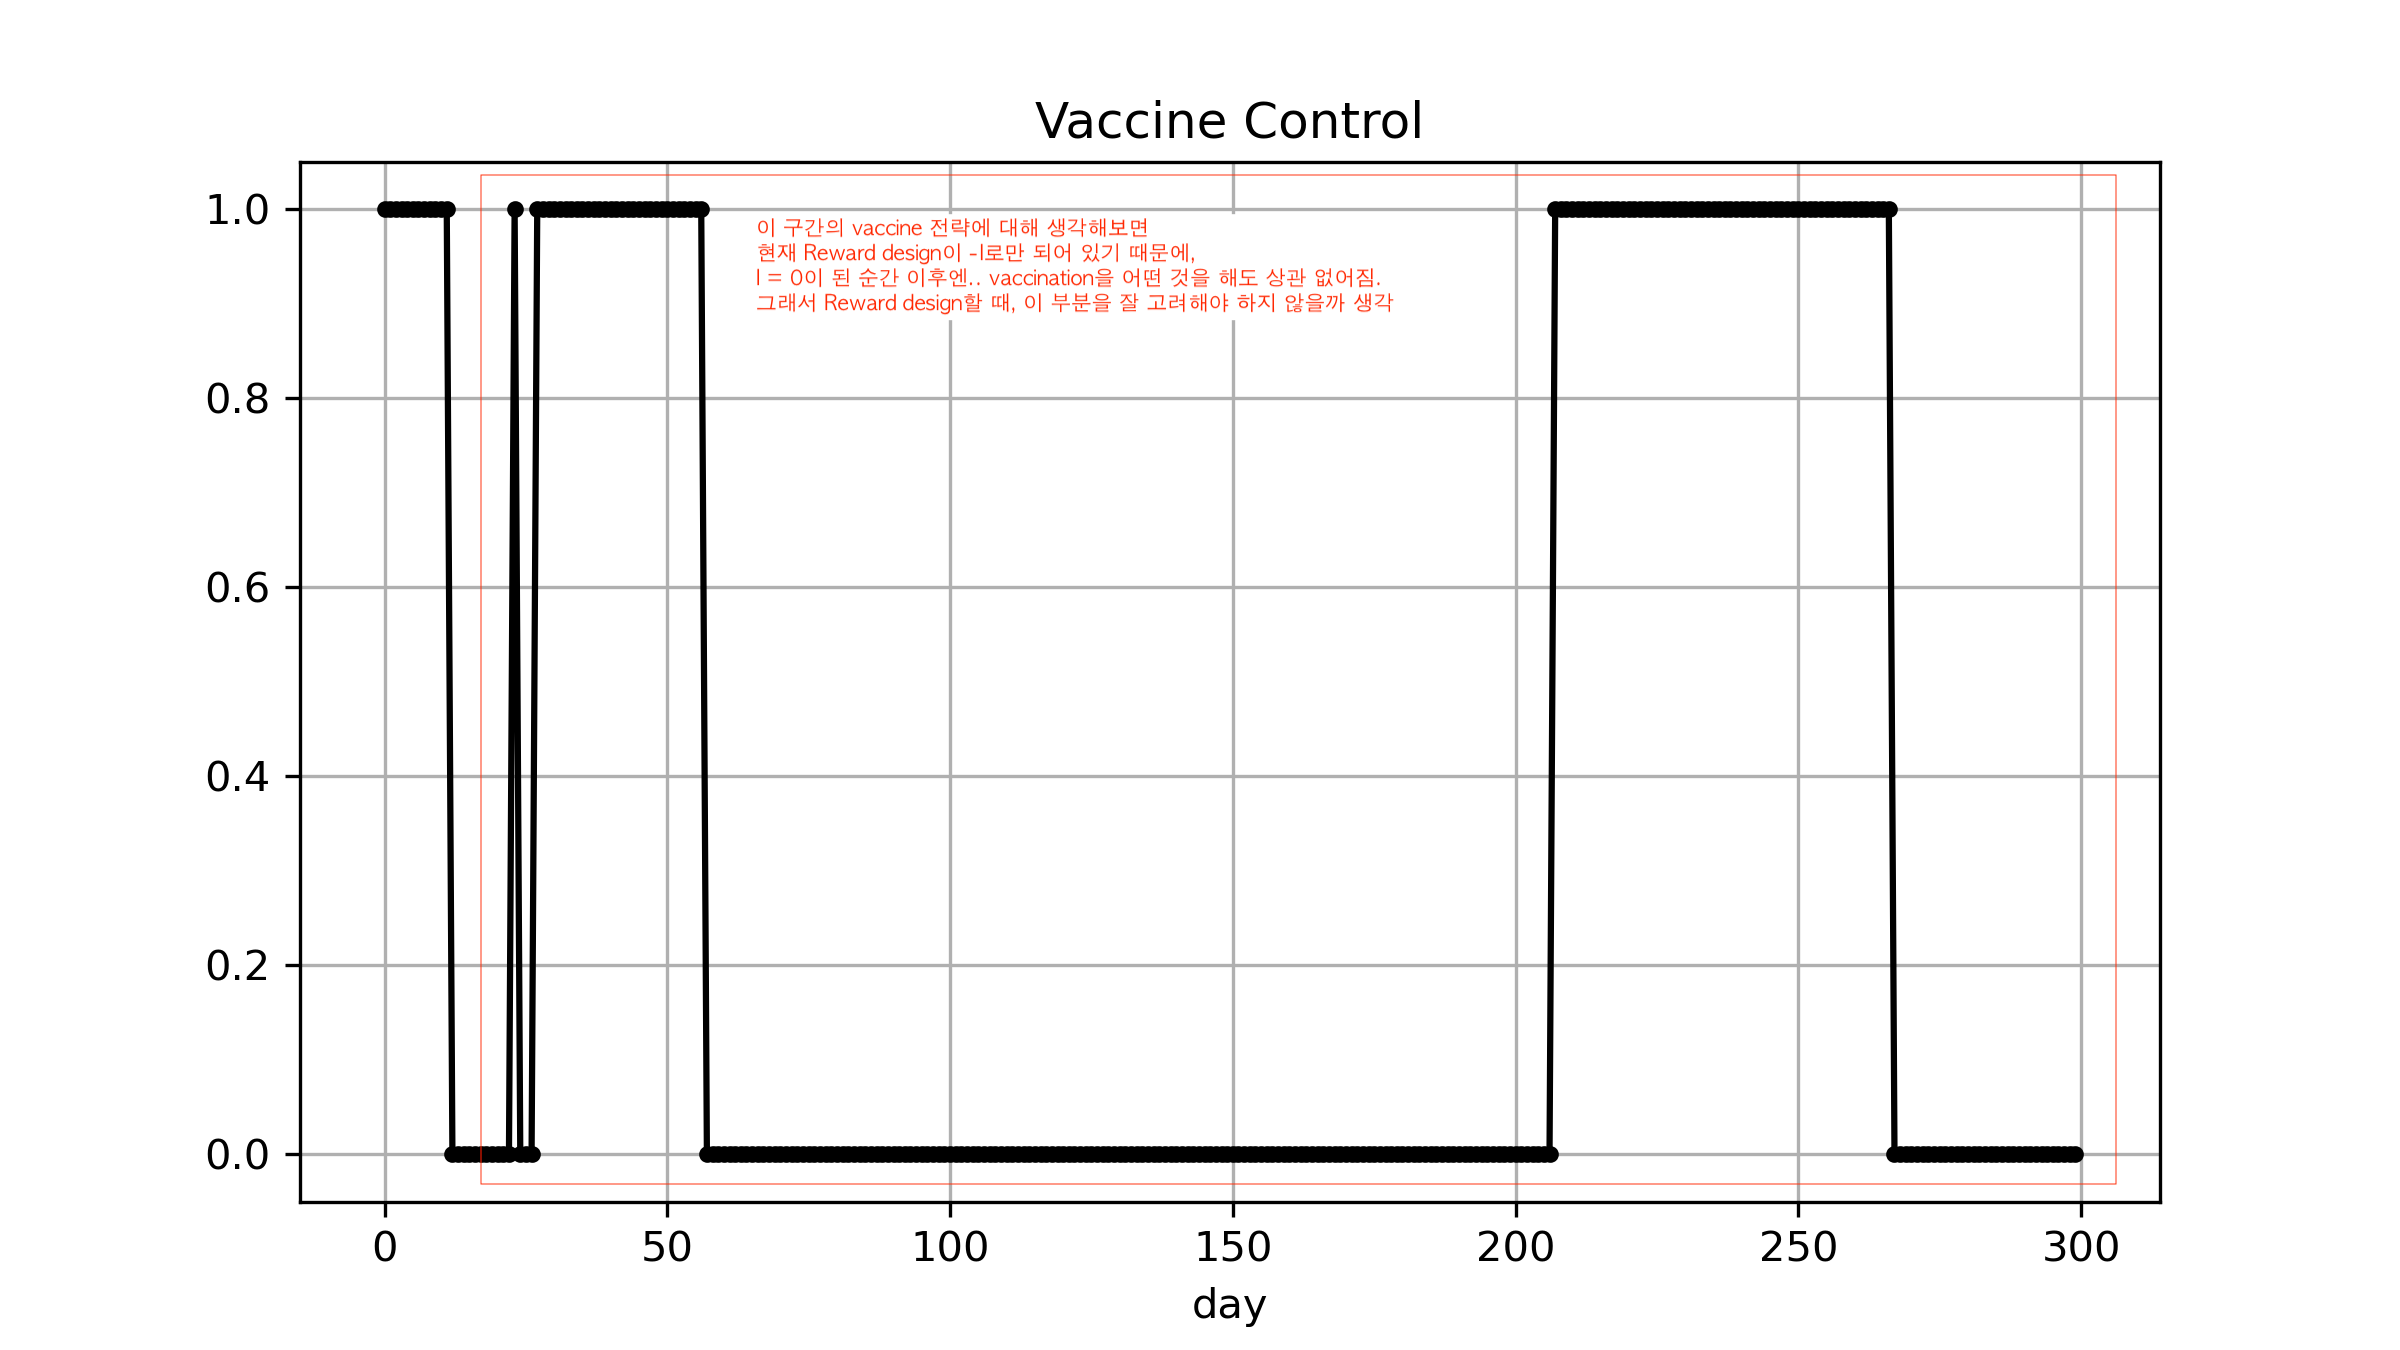 Vaccine Control
1.0
0.8
0.6
0.4
0.2
0.0
이 구간의 vaccine 전략에 대해 생각해보면
현재 Reward design이 -I로만 되어 있기 때문에,
I = 0이 된 순간 이후엔.. vaccination을 어떤 것을 해도 상관 없어짐.
그래서 Reward design할 때, 이 부분을 잘 고려해야 하지 않을까 생각
0 50 100 150 200 250 300
day